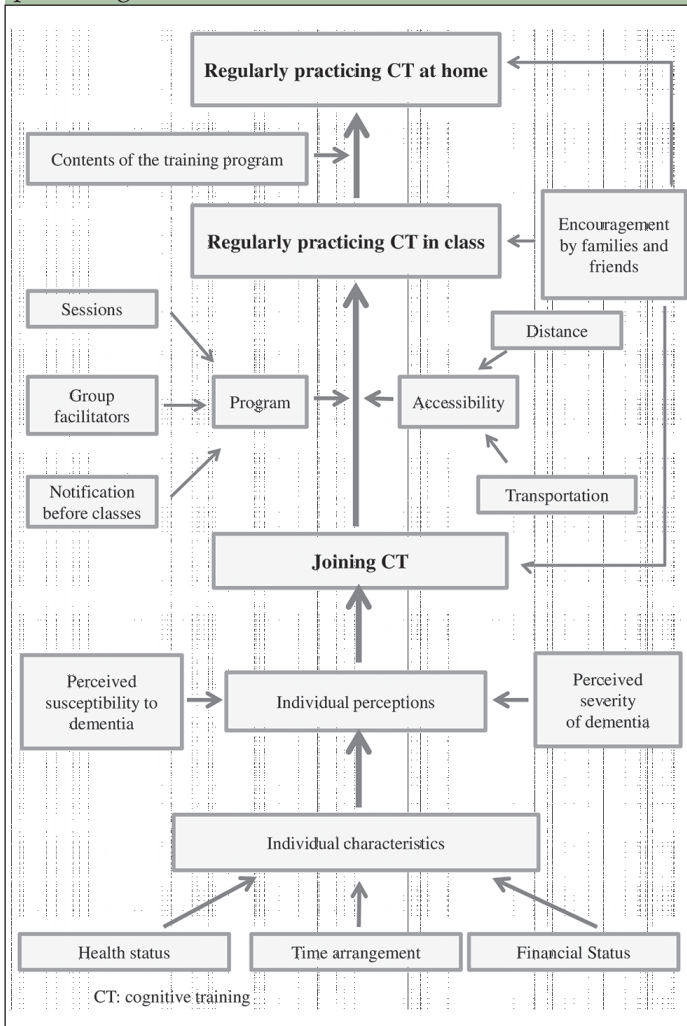 Regularly practicing CT at home
Contents of the training program
Regularly practicing CT in class
Encouragement
by families and
friends
Sessions
Distance
Group
facilitators
Program
Accessibility
Notification
before classes
Transportation
Joining CT
Perceived
susceptibility to
dementia
Individual perceptions
Perceived
severity
of dementia
Individual characteristics
Health status
Time arrangement
Financial Status
CT: cognitive training